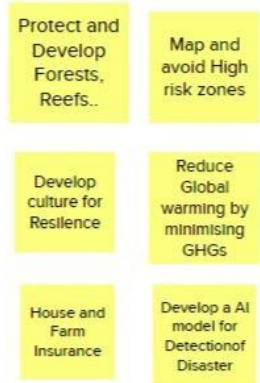 Protect and
Develop
Forests,
Reefs..
Map and
avoid High
risk zones
Develop
culture for
Resilence
Reduce
Global
warming by
minimising
GHGs
House and
Farm
Insurance
Develop a AI
model for
Detectionof
Disaster